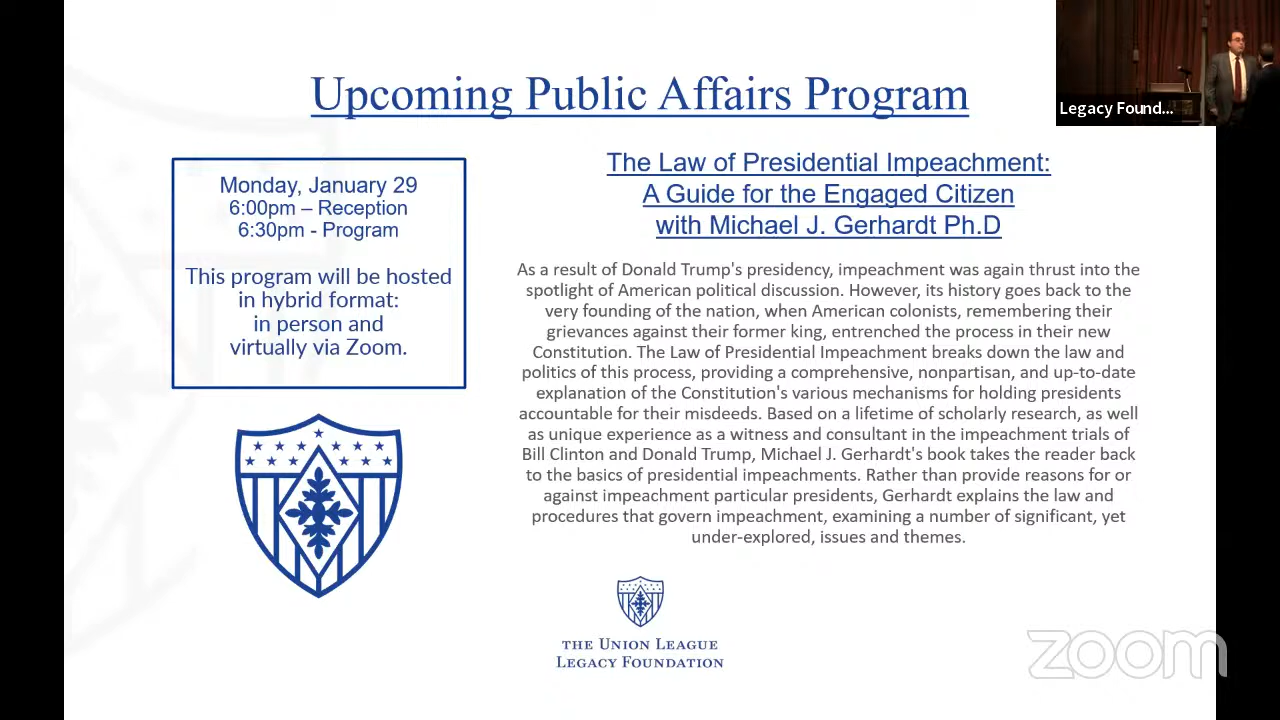 Upcoming Public Affairs Program
Legacy Found...
Monday, January 29
6:00pm – Reception
6:30pm - Program
This program will be hosted
in hybrid format:
in person and
virtually via Zoom.
The Law of Presidential Impeachment:
A Guide for the Engaged Citizen
with Michael J. Gerhardt Ph.D
As a result of Donald Trump's presidency, impeachment was again thrust into the
spotlight of American political discussion. However, its history goes back to the
very founding of the nation, when American colonists, remembering their
grievances against their former king, entrenched the process in their new
Constitution. The Law of Presidential Impeachment breaks down the law and
politics of this process, providing a comprehensive, nonpartisan, and up-to-date
explanation of the Constitution's various mechanisms for holding presidents
accountable for their misdeeds. Based on a lifetime of scholarly research, as well
as unique experience as a witness and consultant in the impeachment trials of
Bill Clinton and Donald Trump, Michael J. Gerhardt's book takes the reader back
to the basics of presidential impeachments. Rather than provide reasons for or
against impeachment particular presidents, Gerhardt explains the law and
procedures that govern impeachment, examining a number of significant, yet
under-explored, issues and themes.
THE UNION LEAGUE
LEGACY FOUNDATION
zoom